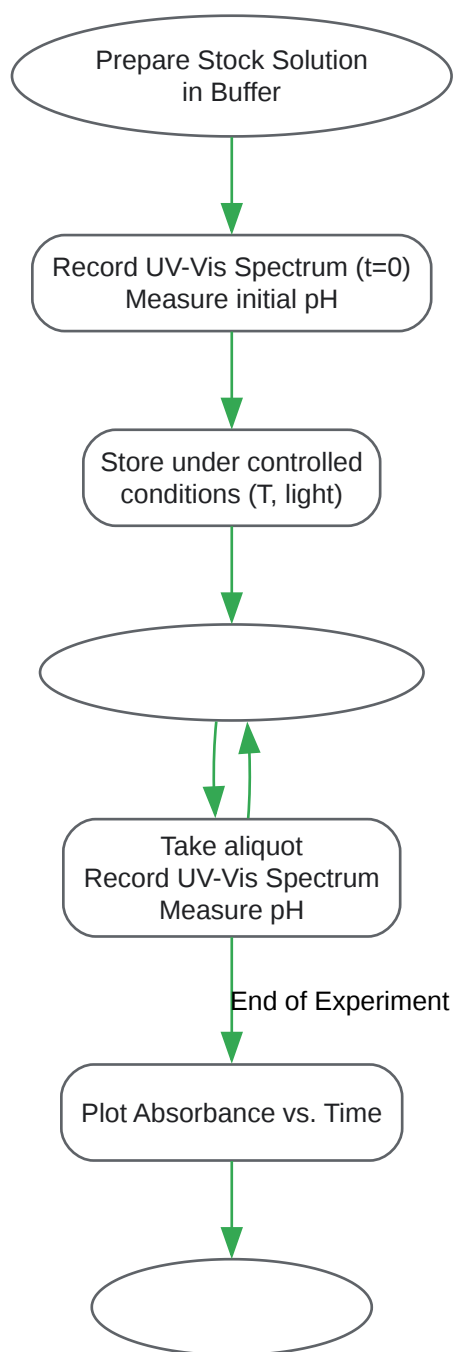 Prepare Stock Solution
in Buffer
Record UV-Vis Spectrum (t=0)
Measure initial pH
Store under controlled
conditions (T, light)
Take aliquot
Record UV-Vis Spectrum
Measure pH
End of Experiment
Plot Absorbance vs. Time